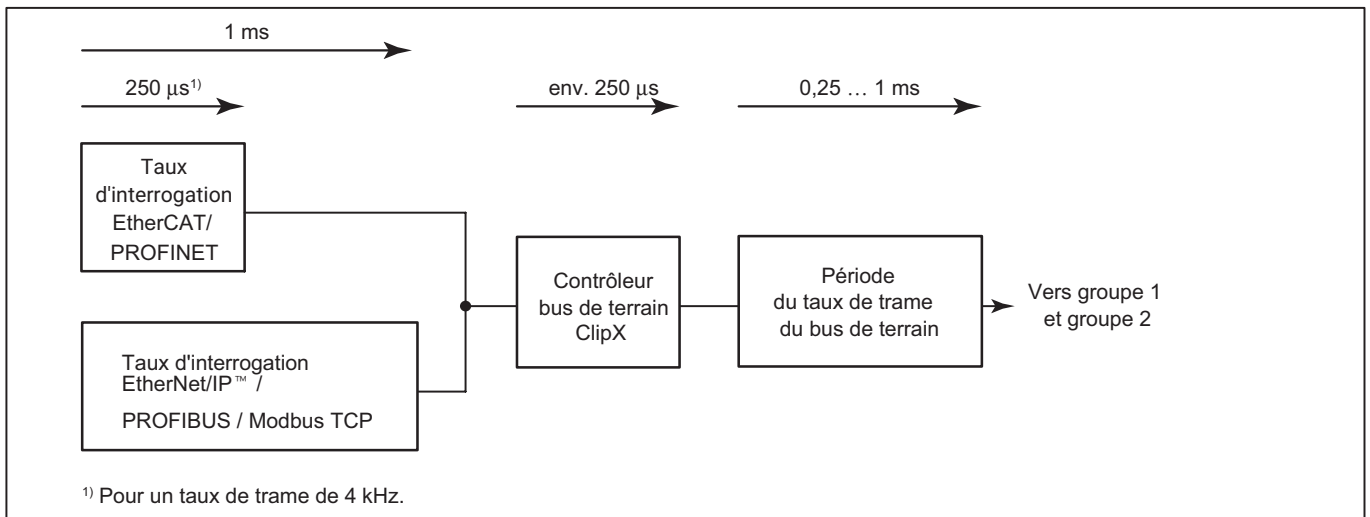 1 ms
250 µs1)
env. 250 µs
0,25 … 1 ms
Taux
d'interrogation
EtherCAT/
PROFINET
Taux d'interrogation
EtherNet/IP™ /
PROFIBUS / Modbus TCP
Contrôleur
bus de terrain
ClipX
Période
du taux de trame
du bus de terrain
Vers groupe 1
et groupe 2
1) Pour un taux de trame de 4 kHz.